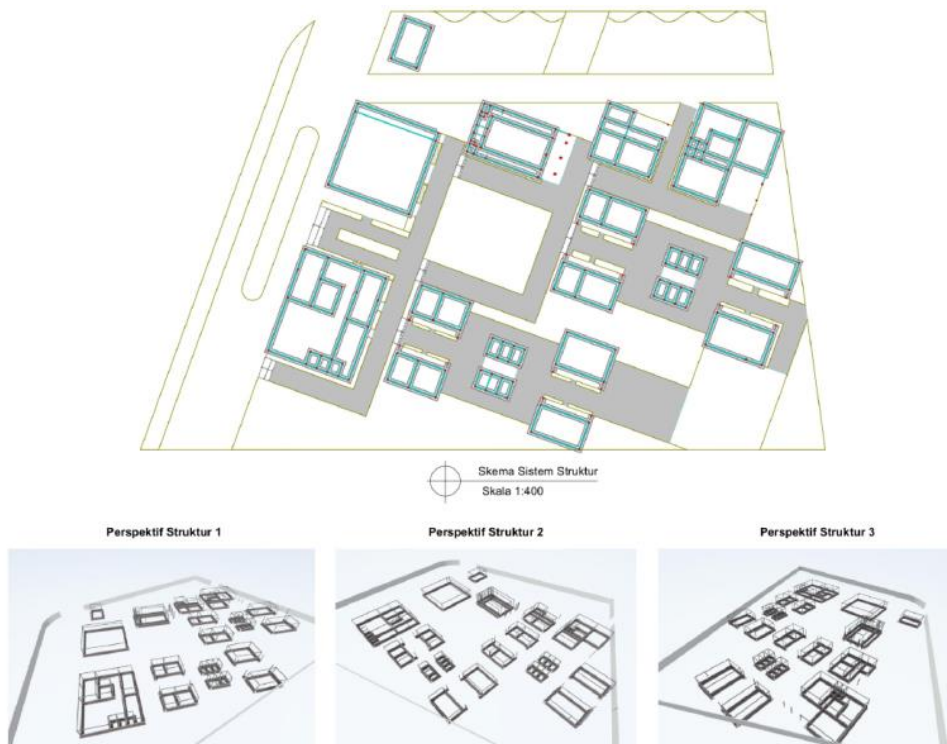 Skema Sistem Struktur
Skala 1:400
Perspektif Struktur 1
Perspektif Struktur 2
Perspektif Struktur 3